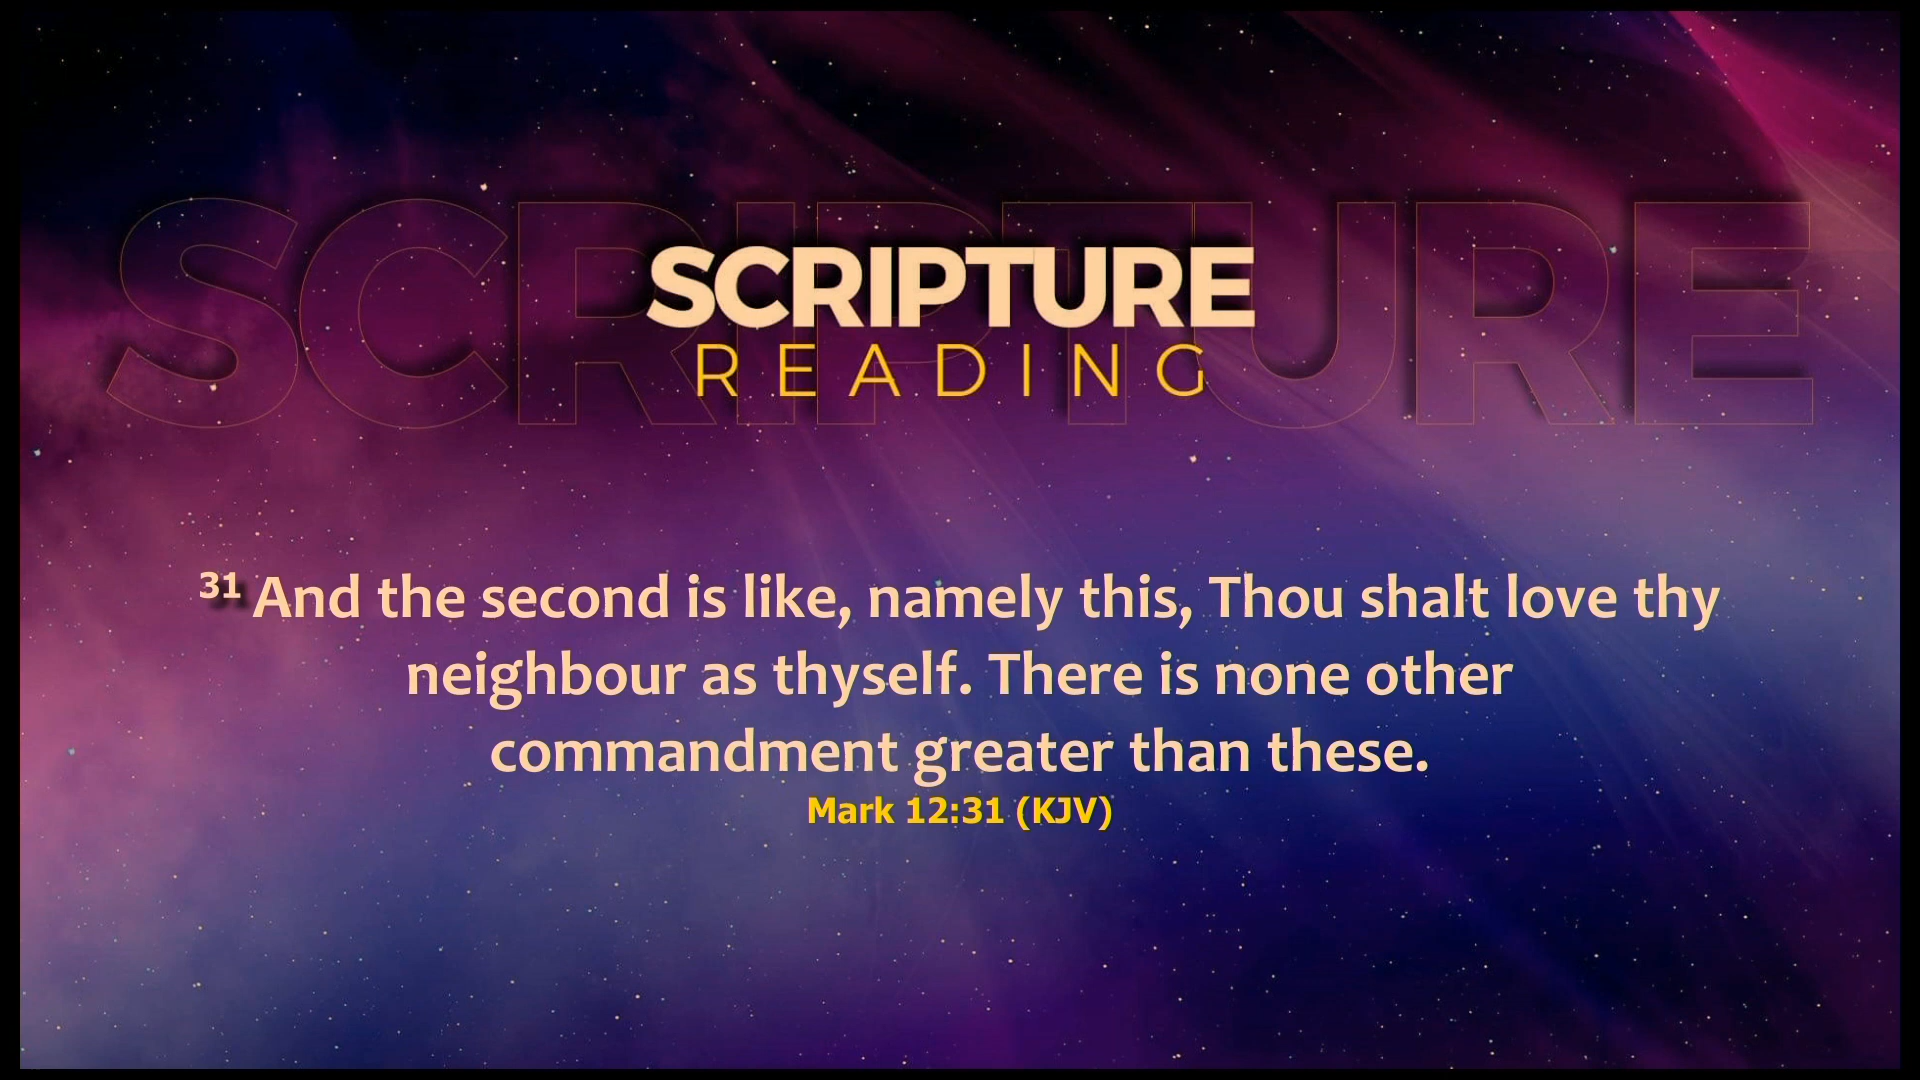 SCRIPTURE
SCRIPTURE
READING
31 And the second is like, namely this, Thou shalt love thy
neighbour as thyself. There is none other
commandment greater than these.
Mark 12:31 (KJV)